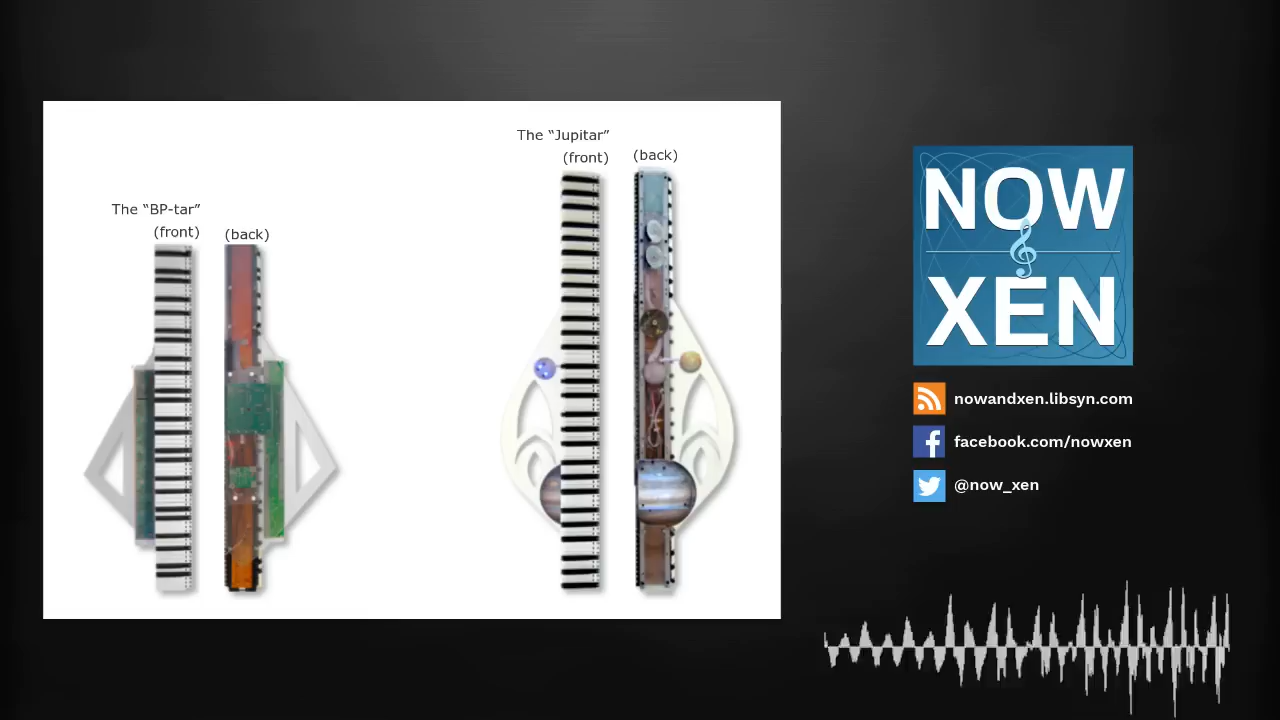 The “Jupitar”
(front)
(back)
The “BP-tar”
(front)
(back)
NOW
XEN
nowandxen.libsyn.com
facebook.com/nowxen
@now_xen